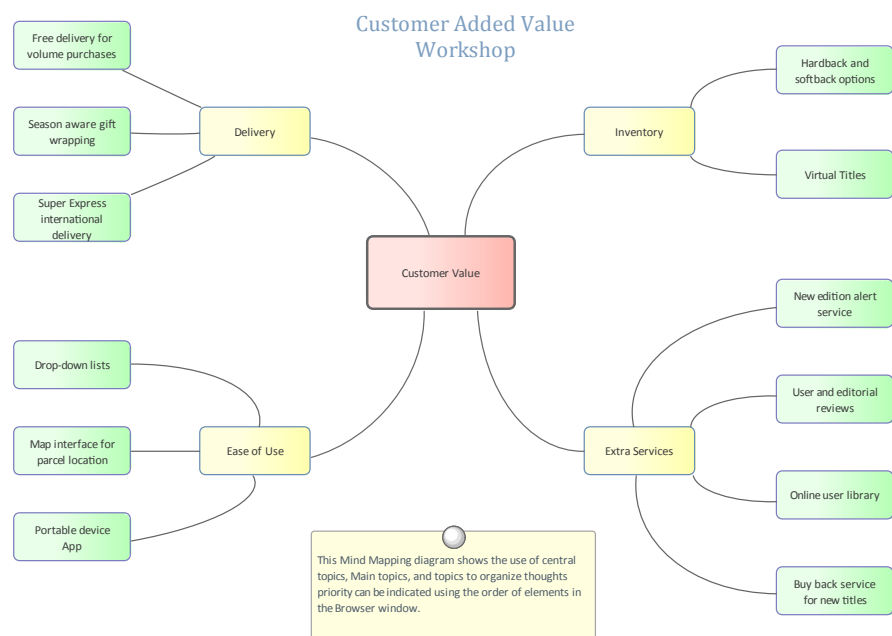 Customer Added Value
Workshop
Free delivery for
volume purchases
Season aware gift
wrapping
Super Express
international
delivery
Delivery
Inventory
Hardback and
softback options
Virtual Titles
Customer Value
Drop-down lists
Map interface for
parcel location
Portable device
App
Ease of Use
Extra Services
New edition alert
service
User and editorial
reviews
Online user library
Buy back service
for new titles
This Mind Mapping diagram shows the use of central
topics, Main topics, and topics to organize thoughts
priority can be indicated using the order of elements in
the Browser window.